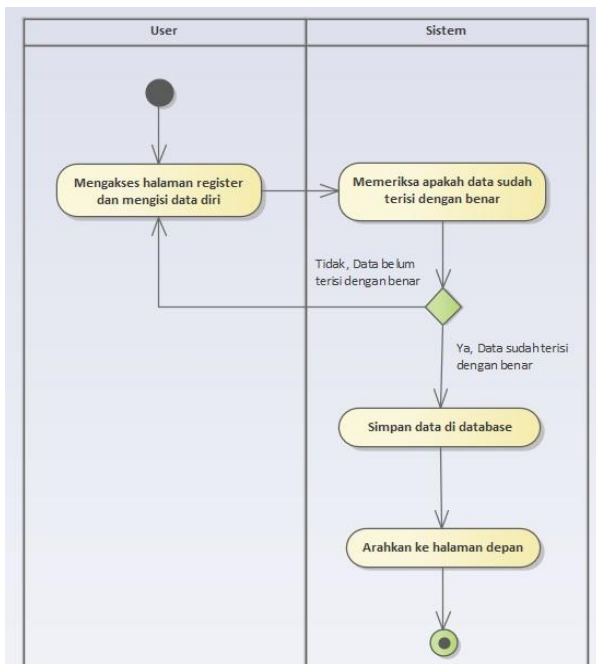 User
Sistem
Mengakses halaman register
dan mengisi data diri
Memeriksa apakah data sudah
terisi dengan benar
Tidak, Data belum
terisi dengan benar
Ya, Data sudah terisi
dengan benar
Simpan data di database
Arahkan ke halaman depan